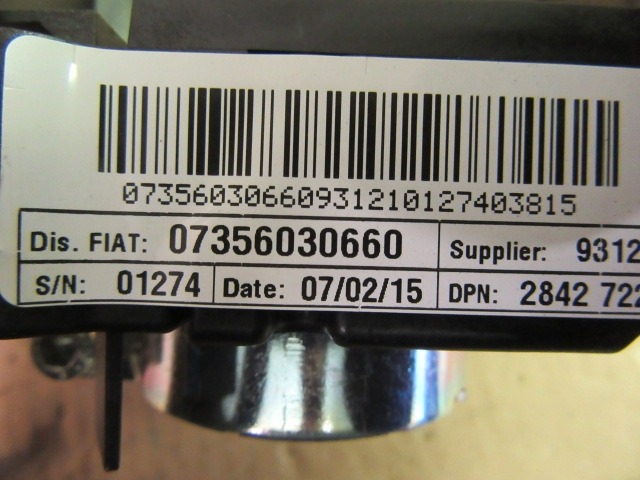 07356030660931210127403815
Dis. FIAT: 07356030660 Supplier: 9312
S/N: 01274 Date: 07/02/15 DPN: 2842 722